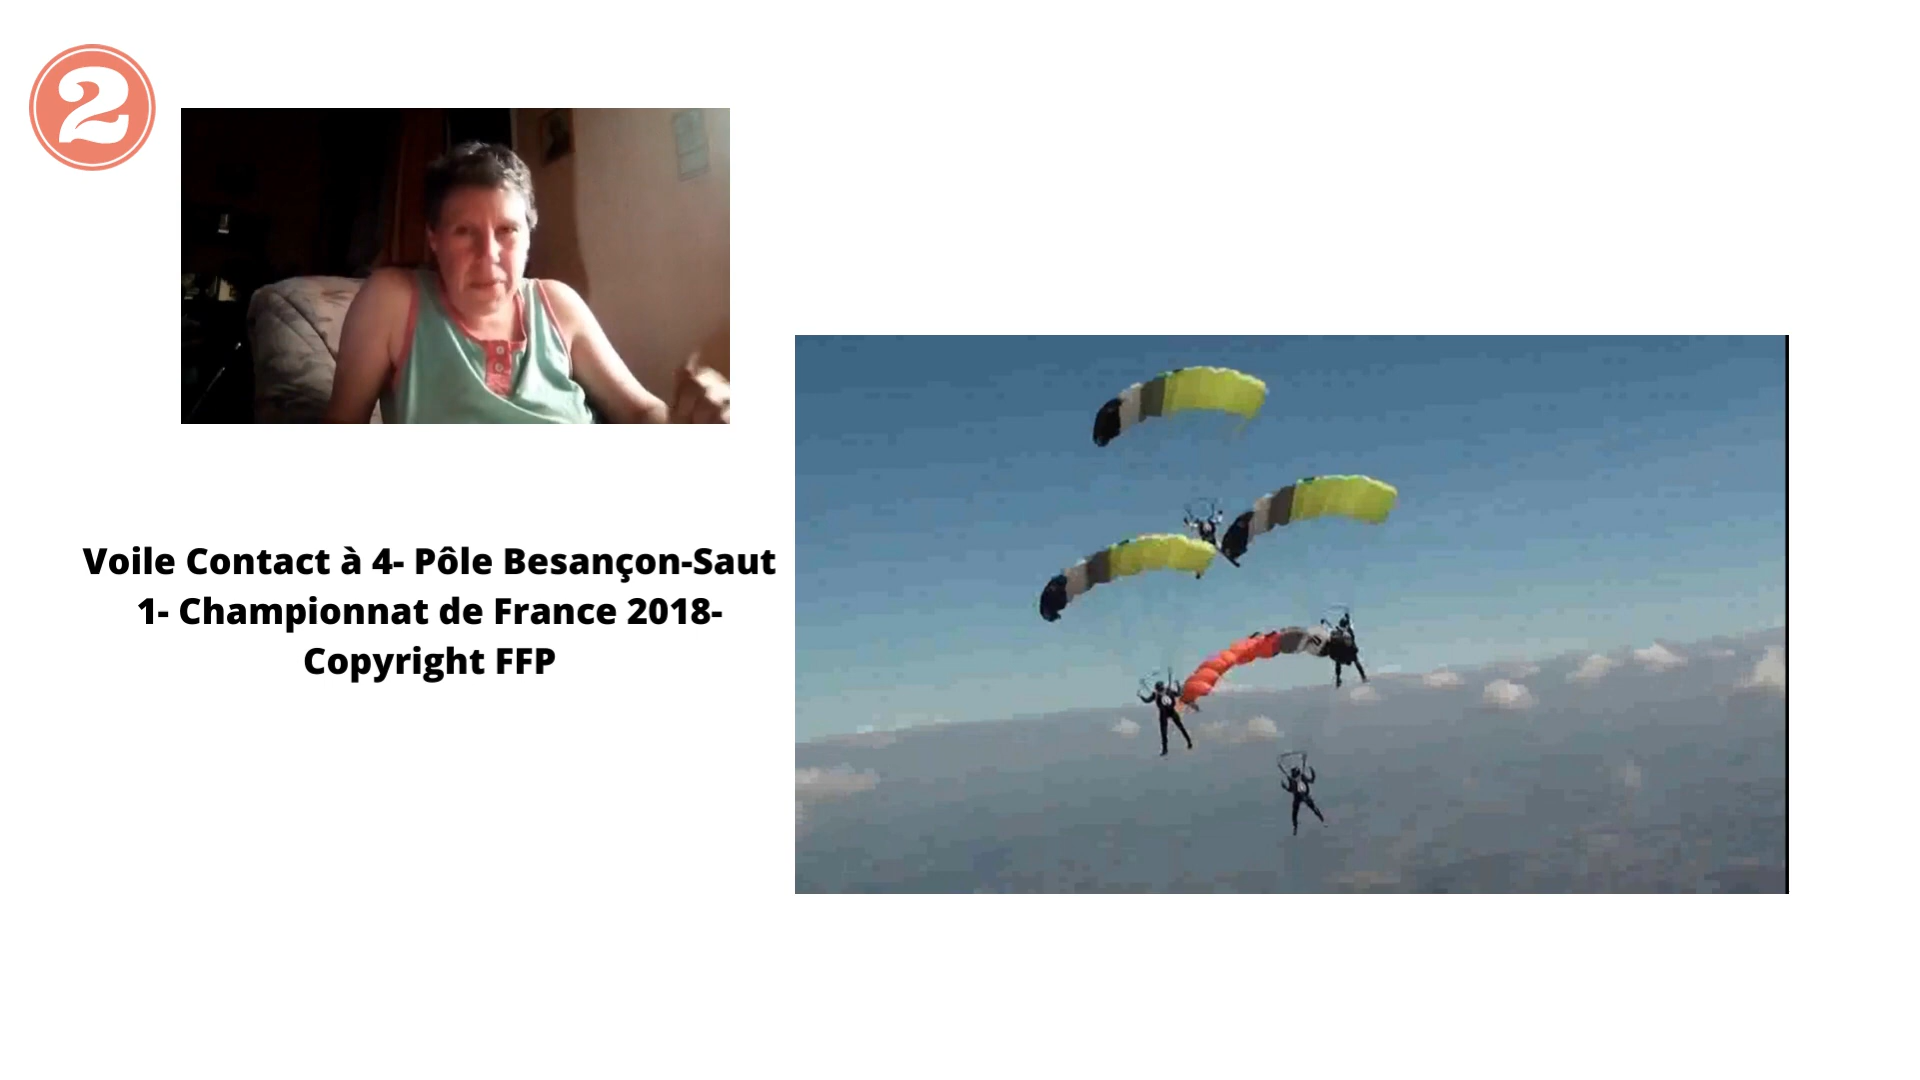 2
Voile Contact à 4- Pôle Besançon-Saut
1- Championnat de France 2018-
Copyright FFP